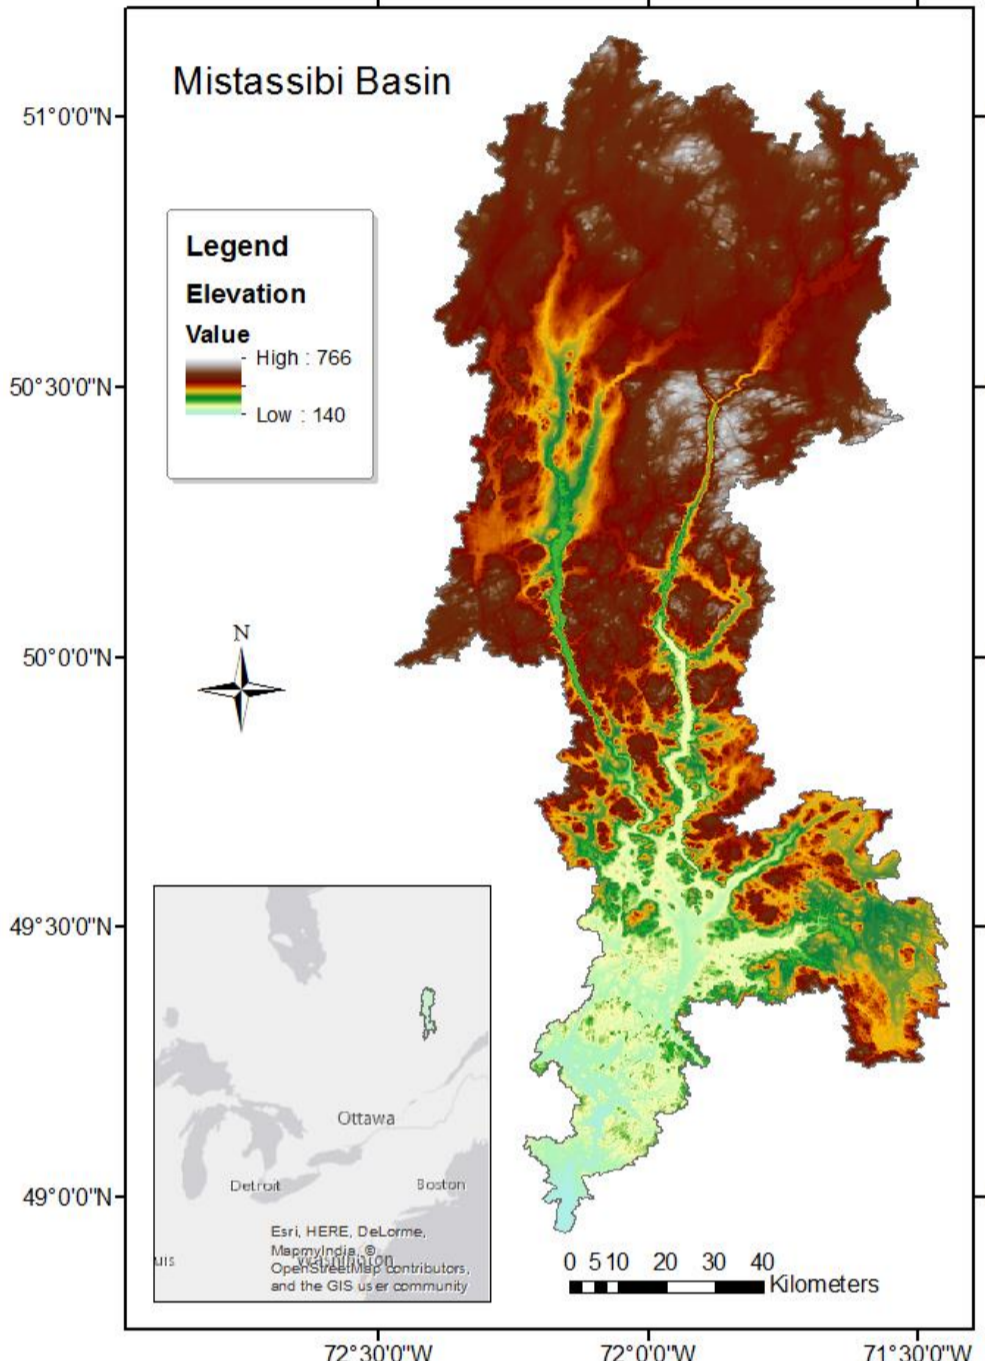 Mistassibi Basin
51°0'0"N
Legend
Elevation
Value
High : 766
Low : 140
50°30'0"N
N
50°0'0"N
49°30'0"N
Ottawa
Detroit
Boston
49°0'0"N
Esri, HERE, DeLorme,
MapmyIndia, ©
uis
Washington
OpenStreetMap contributors,
and the GIS user community
0 5 10 20 30 40
Kilometers
72°30'0"W 72°0'0"W 71°30'0"W